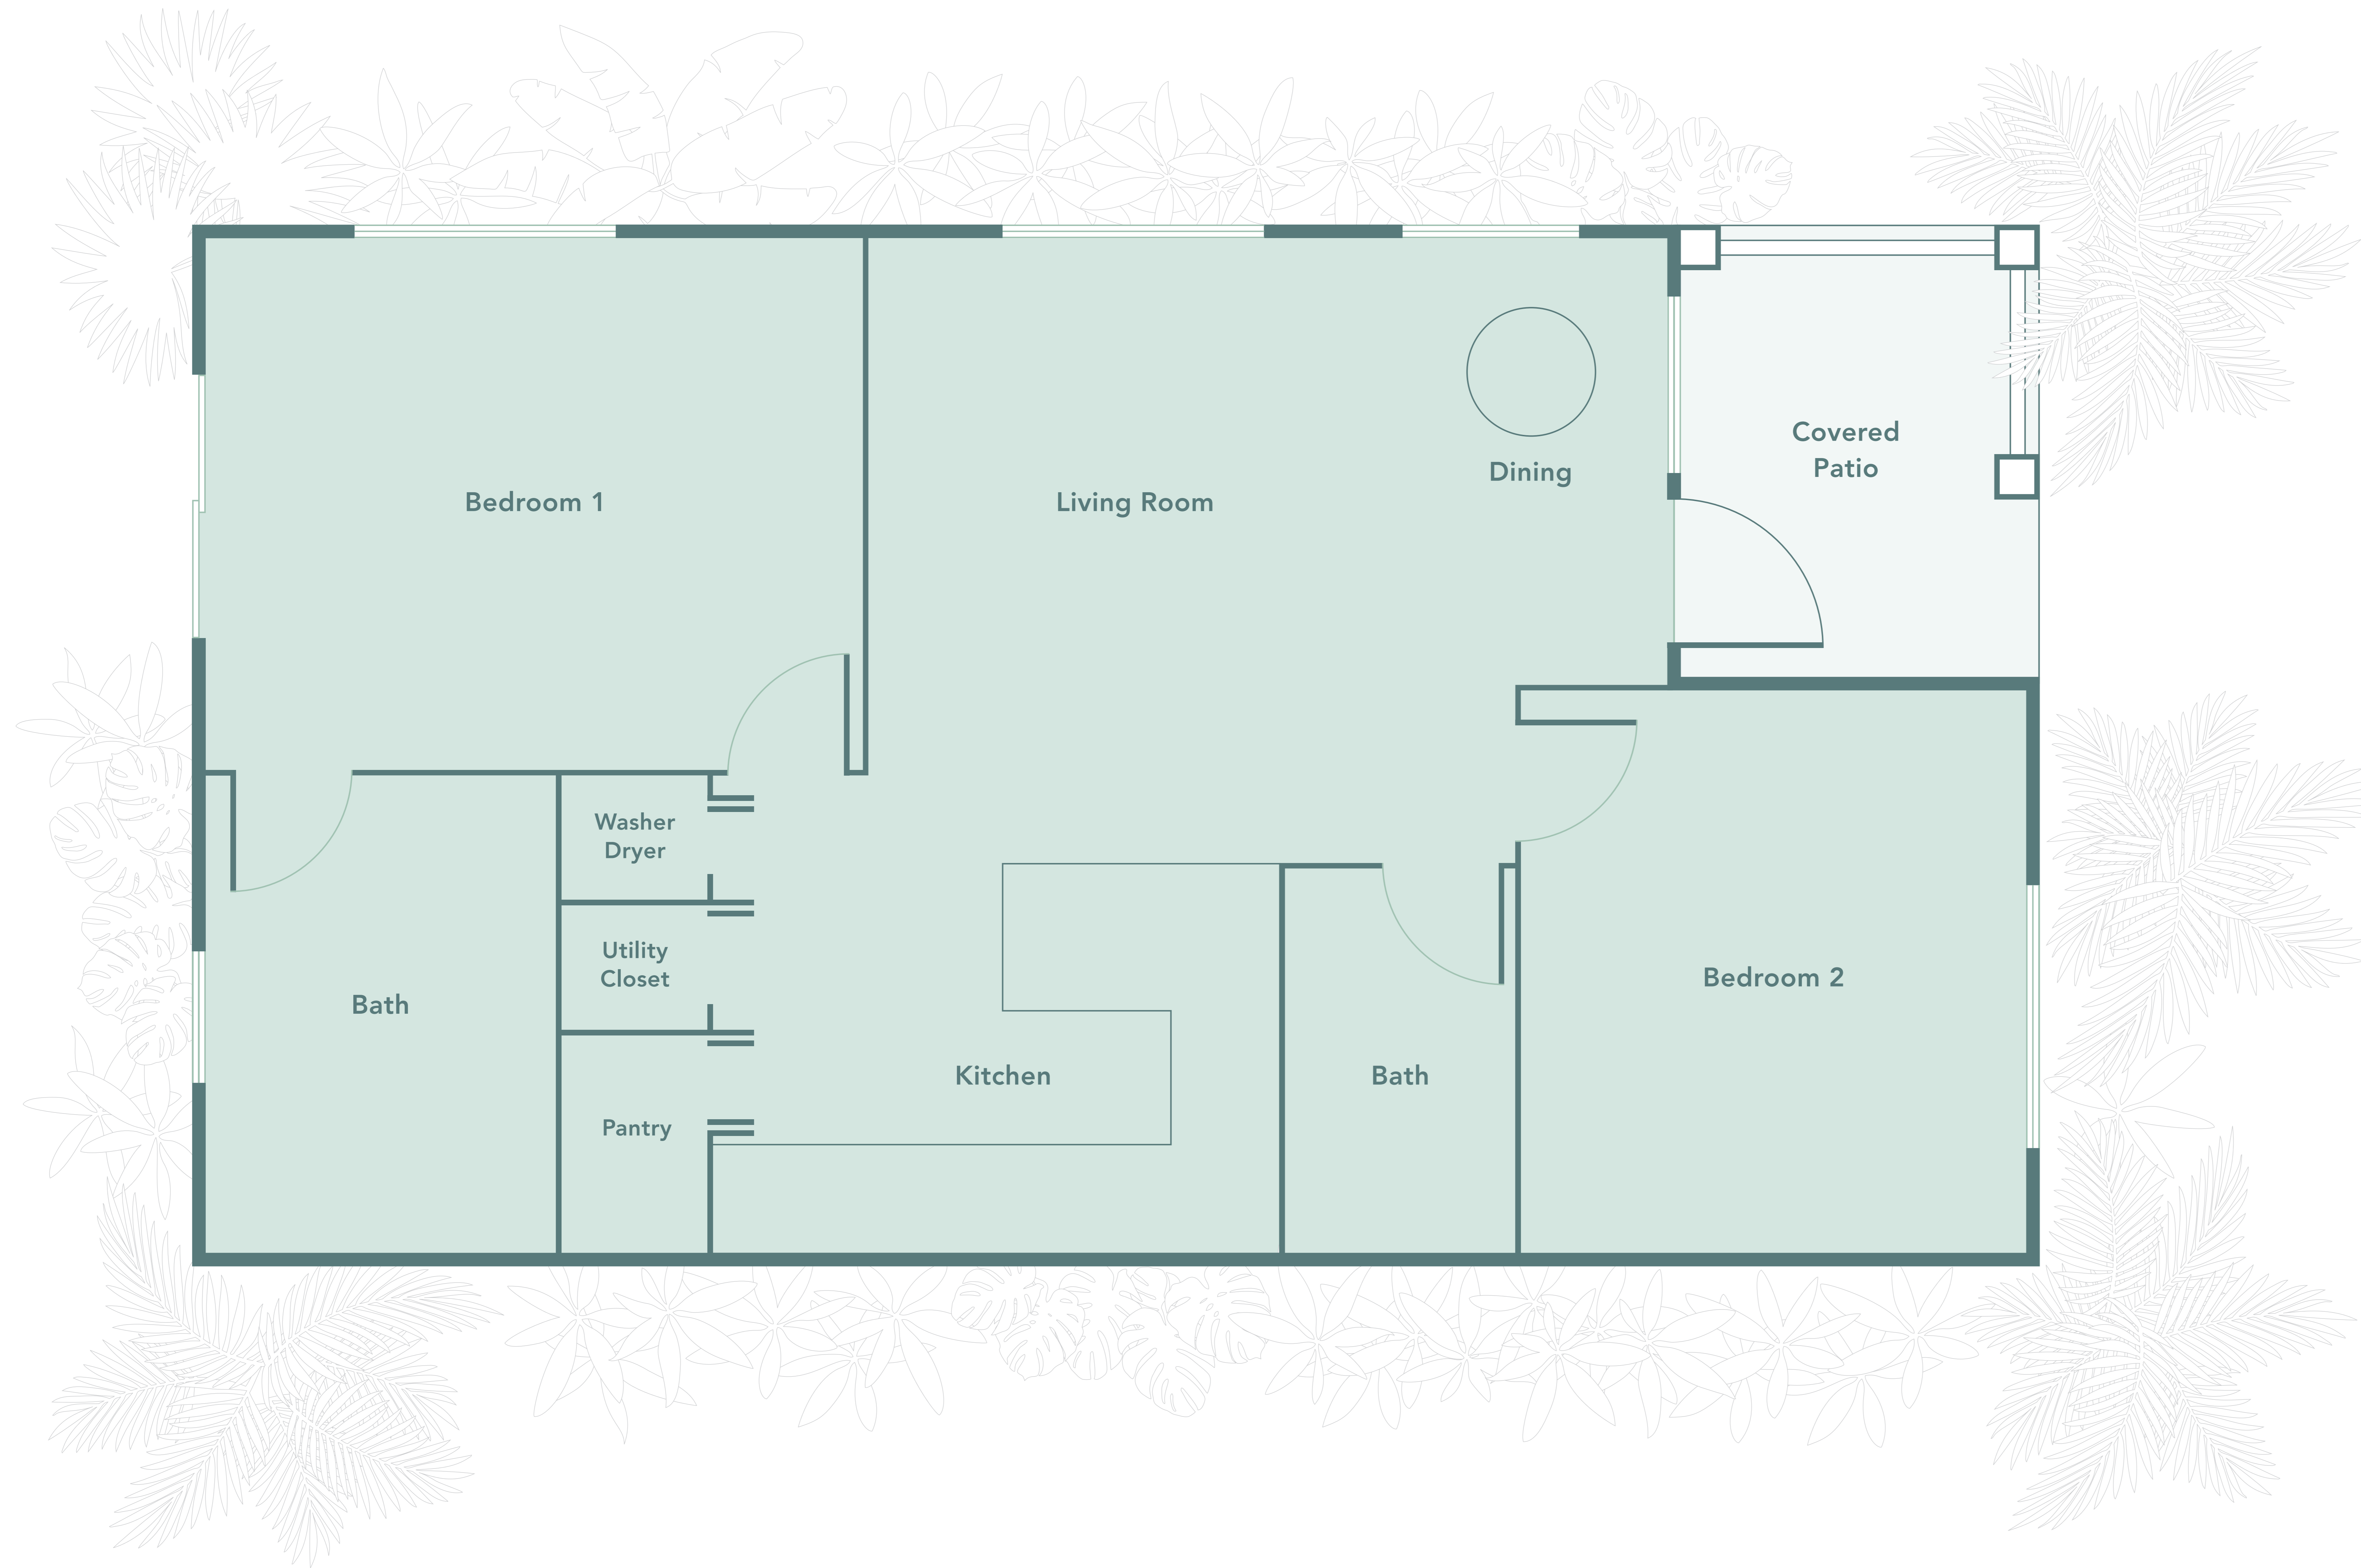 Covered
Patio
Dining
Bedroom 1
Living Room
Washer
Dryer
Utility
Closet
Bath
Bedroom 2
Kitchen
Bath
Pantry